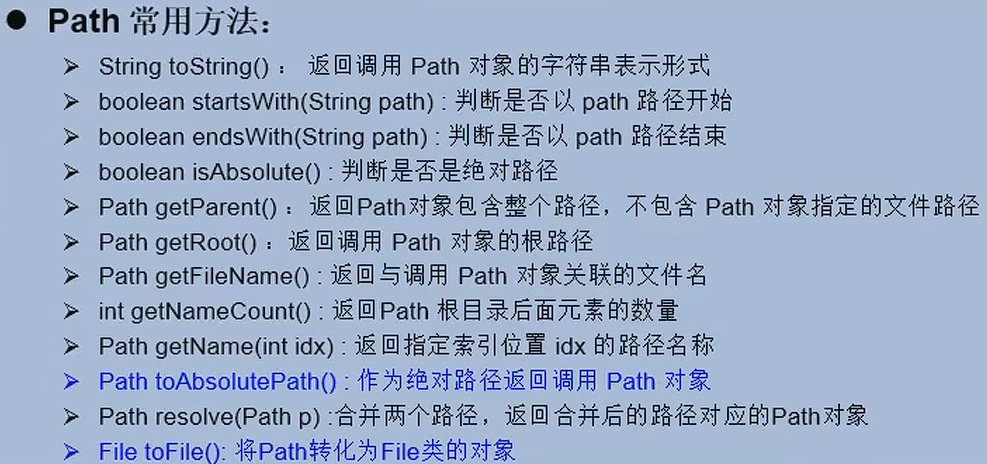 ● Path 常用方法：
➢ String toString() ： 返回调用 Path 对象的字符串表示形式
➢ boolean startsWith(String path) : 判断是否以 path 路径开始
➢ boolean endsWith(String path) : 判断是否以 path 路径结束
➢ boolean isAbsolute() : 判断是否是绝对路径
➢ Path getParent() ： 返回Path对象包含整个路径，不包含 Path 对象指定的文件路径
➢ Path getRoot() ：返回调用 Path 对象的根路径
➢ Path getFileName() : 返回与调用 Path 对象关联的文件名
➢ int getNameCount() : 返回Path 根目录后面元素的数量
➢ Path getName(int idx) : 返回指定索引位置 idx 的路径名称
➢ Path toAbsolutePath() : 作为绝对路径返回调用 Path 对象
➢ Path resolve(Path p) :合并两个路径，返回合并后的路径对应的Path对象
➢ File toFile(): 将Path转化为File类的对象